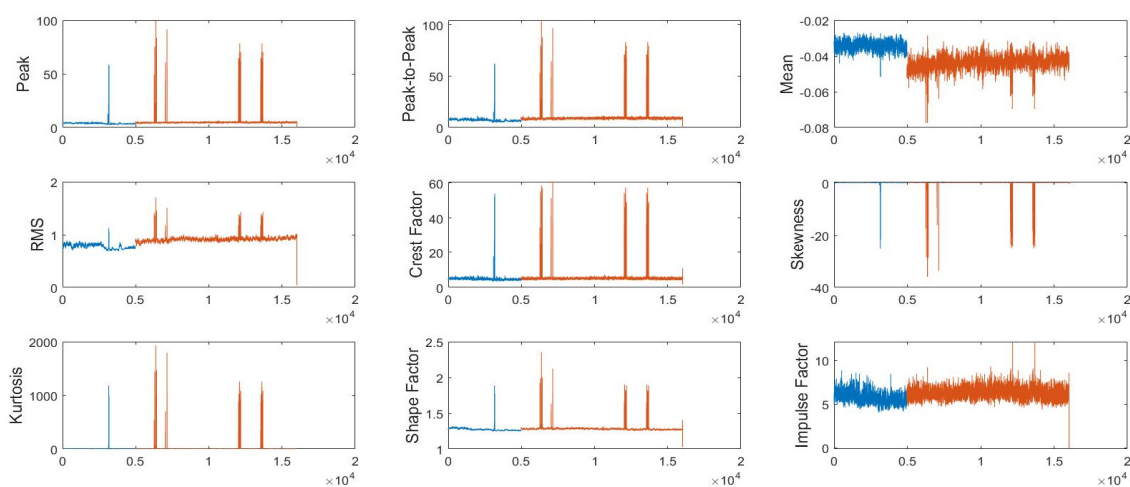 100
50
0
Peak
0 0.5 1 1.5 2
×10^4
100
50
0
Peak-to-Peak
0 0.5 1 1.5 2
×10^4
-0.02
-0.04
-0.06
-0.08
Mean
0 0.5 1 1.5 2
×10^4
2
1
0
RMS
0 0.5 1 1.5 2
×10^4
60
40
20
0
Crest Factor
0 0.5 1 1.5 2
×10^4
0
-20
-40
Skewness
0 0.5 1 1.5 2
×10^4
2000
1000
0
Kurtosis
0 0.5 1 1.5 2
×10^4
2.5
2
1.5
1
Shape Factor
0 0.5 1 1.5 2
×10^4
10
5
0
Impulse Factor
0 0.5 1 1.5 2
×10^4